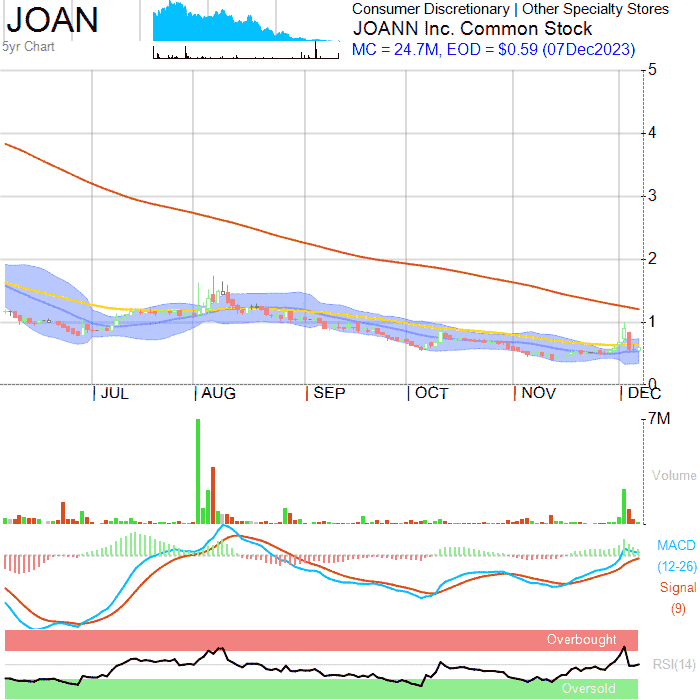 JOAN
5yr Chart
Consumer Discretionary | Other Specialty Stores
JOANN Inc. Common Stock
MC = 24.7M, EOD = $0.59 (07Dec2023)
5
4
3
2
1
0
JUL AUG SEP OCT NOV DEC
7M
Volume
MACD
(12-26)
Signal
(9)
Overbought
RSI(14)
Oversold